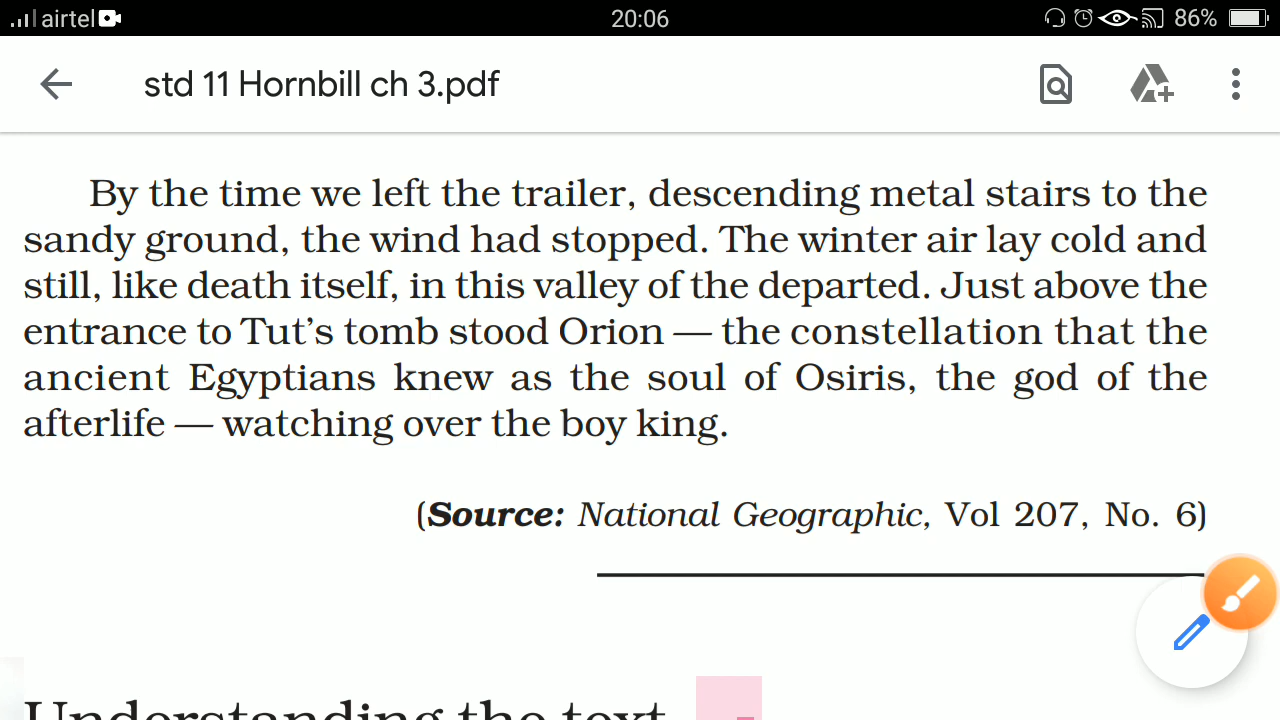 airtel 20:06 86%
std 11 Hornbill ch 3.pdf
By the time we left the trailer, descending metal stairs to the
sandy ground, the wind had stopped. The winter air lay cold and
still, like death itself, in this valley of the departed. Just above the
entrance to Tut's tomb stood Orion — the constellation that the
ancient Egyptians knew as the soul of Osiris, the god of the
afterlife — watching over the boy king.
(Source: National Geographic, Vol 207, No. 6)
Understanding the text